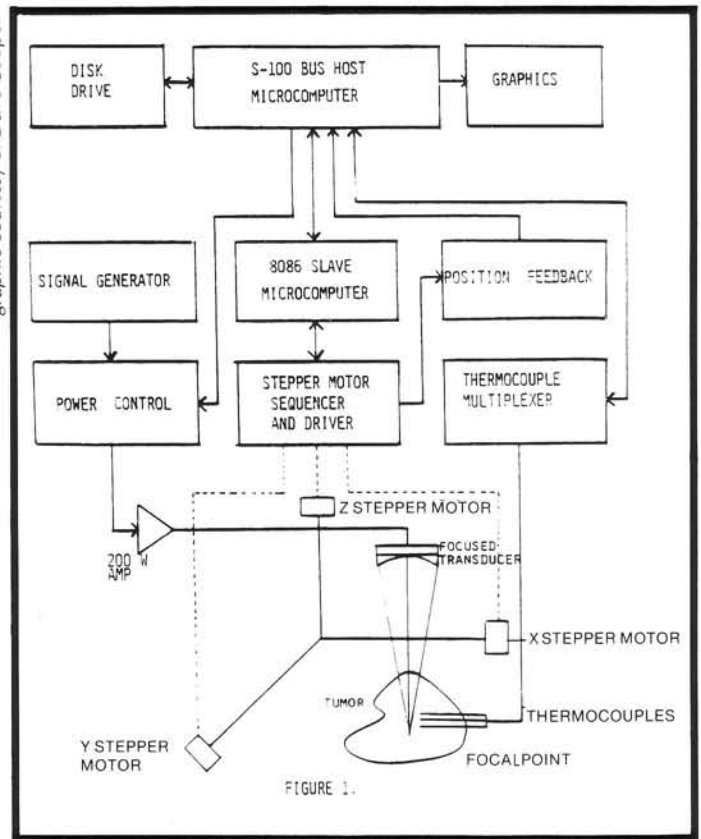 DISK
DRIVE
S-100 BUS HOST
MICROCOMPUTER
GRAPHICS
SIGNAL GENERATOR
8086 SLAVE
MICROCOMPUTER
POSITION FEEDBACK
POWER CONTROL
STEPPER MOTOR
SEQUENCER
AND DRIVER
THERMOCOUPLE
MULTIPLEXER
Z STEPPER MOTOR
200 W
AMP
FOCUSED
TRANSDUCER
X STEPPER MOTOR
TUMOR
THERMOCOUPLES
Y STEPPER
MOTOR
FOCALPOINT
FIGURE 1.